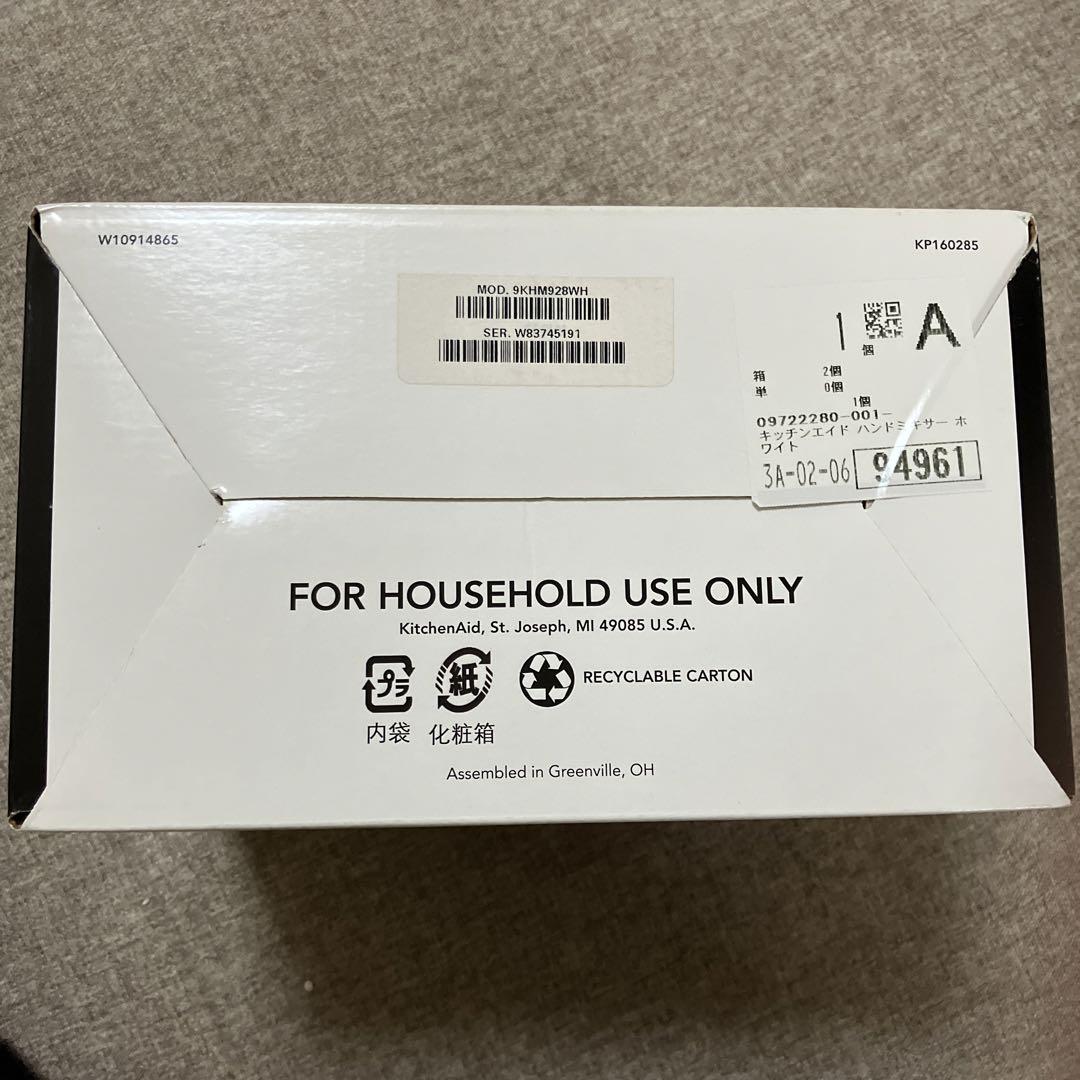 W10914865
KP160285
MOD. 9KHM928WH
SER. W83745191
1個 A
箱 2個
単 0個
1個
09722280-001-
キッチンエイド ハンドミキサー ホ
ワイト
3A-02-06 94961
FOR HOUSEHOLD USE ONLY
KitchenAid, St. Joseph, MI 49085 U.S.A.
プラ 紙 RECYCLABLE CARTON
内袋 化粧箱
Assembled in Greenville, OH